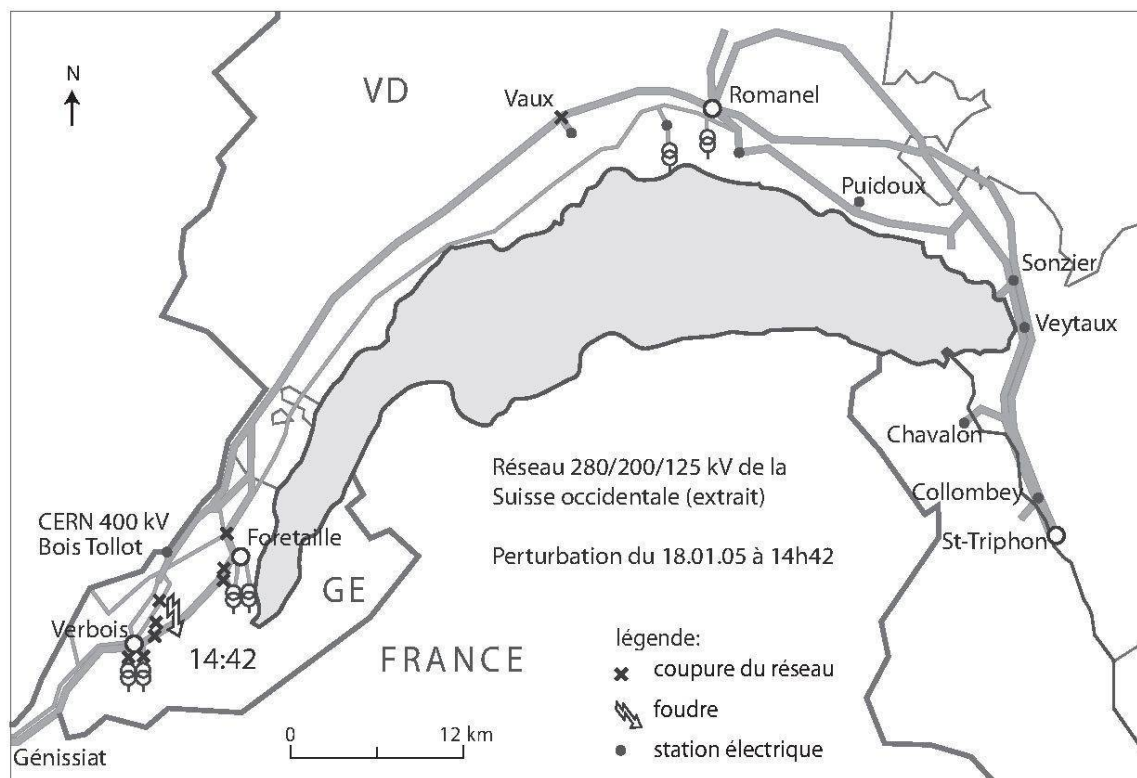 N
VD
Vaux
Romanel
Puidoux
Sonzier
Veytaux
Chavalon
Collombey
St-Triphon
Réseau 280/200/125 kV de la
Suisse occidentale (extrait)
Perturbation du 18.01.05 à 14h42
CERN 400 kV
Bois Tollot
Foretaille
GE
Verbois
14:42
FRANCE
Génissiat
0
12 km
légende:
coupure du réseau
foudre
station électrique